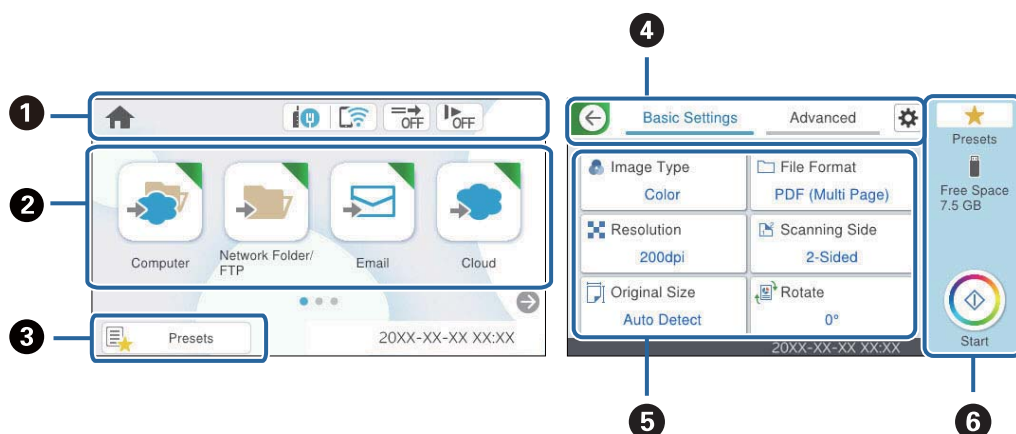 4
1
OFF
OFF
2
Computer
Network Folder/
FTP
Email
Cloud
3
Presets
20XX-XX-XX XX:XX
Basic Settings
Advanced
Image Type
Color
File Format
PDF (Multi Page)
Resolution
200dpi
Scanning Side
2-Sided
Original Size
Auto Detect
Rotate
0°
20XX-XX-XX XX:XX
Presets
Free Space
7.5 GB
Start
5
6